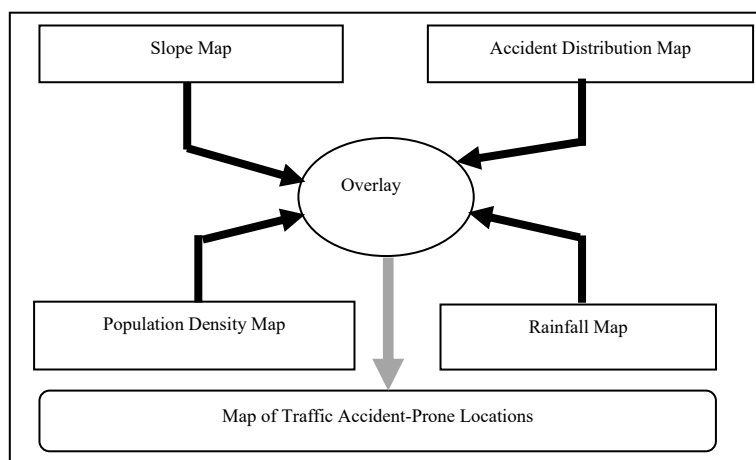 Slope Map
Accident Distribution Map
Overlay
Population Density Map
Rainfall Map
Map of Traffic Accident-Prone Locations